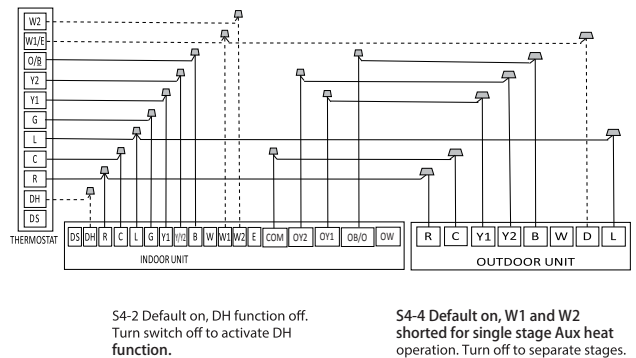 W2
W1/E
O/B
Y2
Y1
G
L
C
R
DH
DS
THERMOSTAT
DS DH R C L G Y1 Y/Y2 B W W1 W2 E COM OY2 OY1 OB/O OW
INDOOR UNIT
R C Y1 Y2 B W D L
OUTDOOR UNIT
S4-2 Default on, DH function off.
Turn switch off to activate DH
function.
S4-4 Default on, W1 and W2
shorted for single stage Aux heat
operation. Turn off to separate stages.